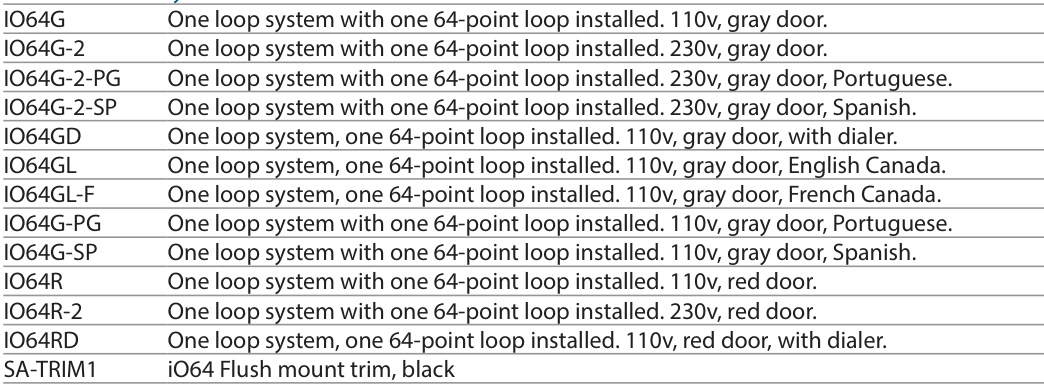 IO64G One loop system with one 64-point loop installed. 110v, gray door.
IO64G-2 One loop system with one 64-point loop installed. 230v, gray door.
IO64G-2-PG One loop system with one 64-point loop installed. 230v, gray door, Portuguese.
IO64G-2-SP One loop system with one 64-point loop installed. 230v, gray door, Spanish.
IO64GD One loop system, one 64-point loop installed. 110v, gray door, with dialer.
IO64GL One loop system, one 64-point loop installed. 110v, gray door, English Canada.
IO64GL-F One loop system, one 64-point loop installed. 110v, gray door, French Canada.
IO64G-PG One loop system with one 64-point loop installed. 110v, gray door, Portuguese.
IO64G-SP One loop system with one 64-point loop installed. 110v, gray door, Spanish.
IO64R One loop system with one 64-point loop installed. 110v, red door.
IO64R-2 One loop system with one 64-point loop installed. 230v, red door.
IO64RD One loop system, one 64-point loop installed. 110v, red door, with dialer.
SA-TRIM1 iO64 Flush mount trim, black